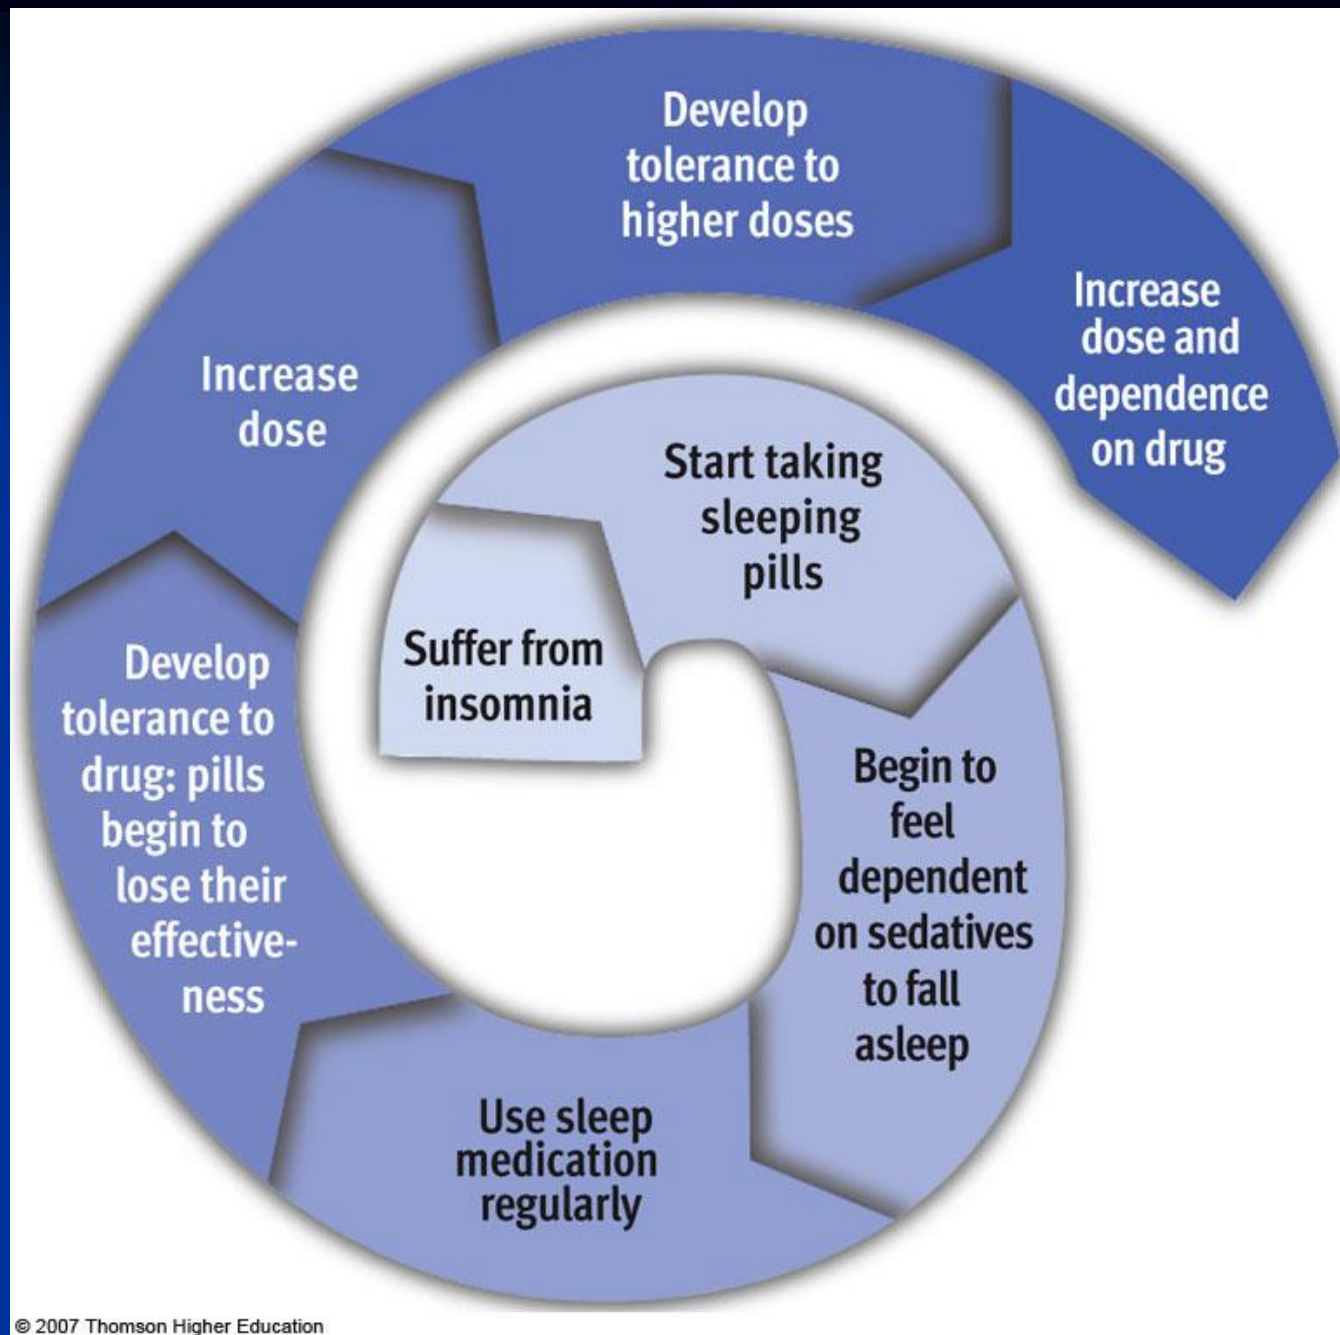 Suffer from
insomnia
Start taking
sleeping
pills
Begin to
feel
dependent
on sedatives
to fall
asleep
Use sleep
medication
regularly
Develop
tolerance to
drug: pills
begin to
lose their
effective-
ness
Increase
dose
Develop
tolerance to
higher doses
Increase
dose and
dependence
on drug
© 2007 Thomson Higher Education